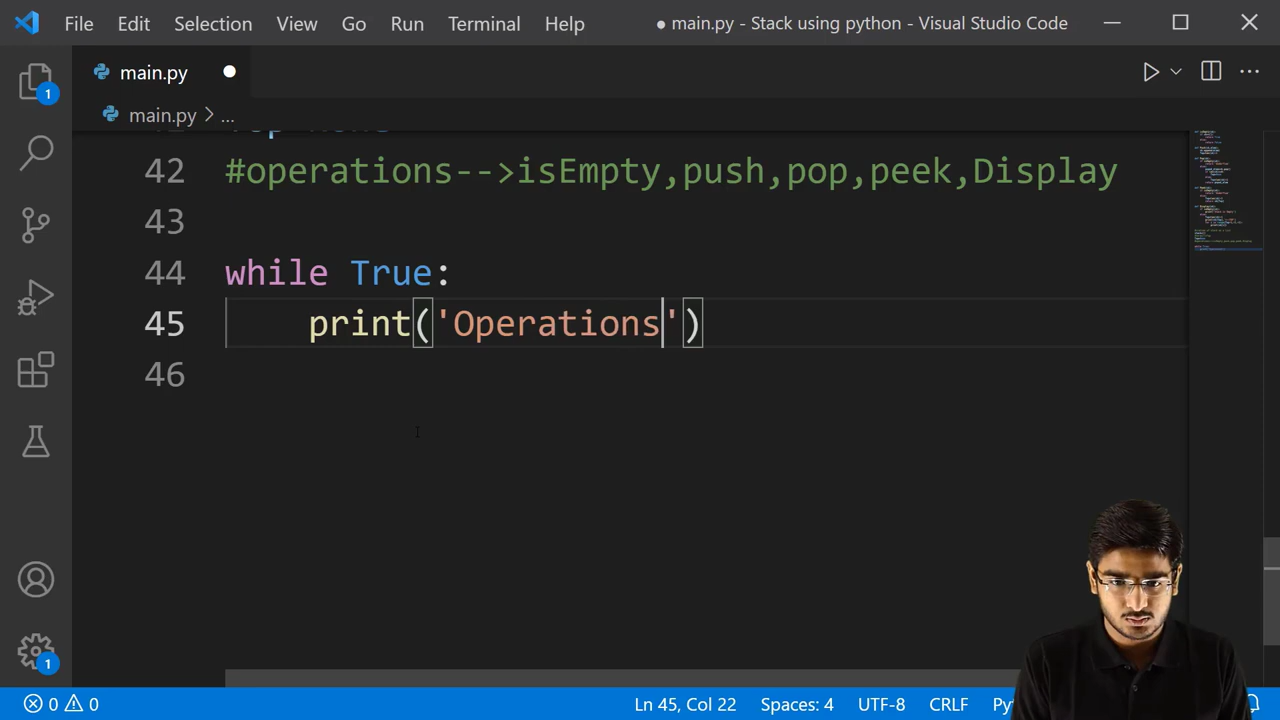 File Edit Selection View Go Run Terminal Help ● main.py - Stack using python - Visual Studio Code
main.py
main.py > ...
42 #operations-->isEmpty,push,pop,peek,Display
43
44 while True:
45 print('Operations')
46
1
1
0 0 Ln 45, Col 22 Spaces: 4 UTF-8 CRLF